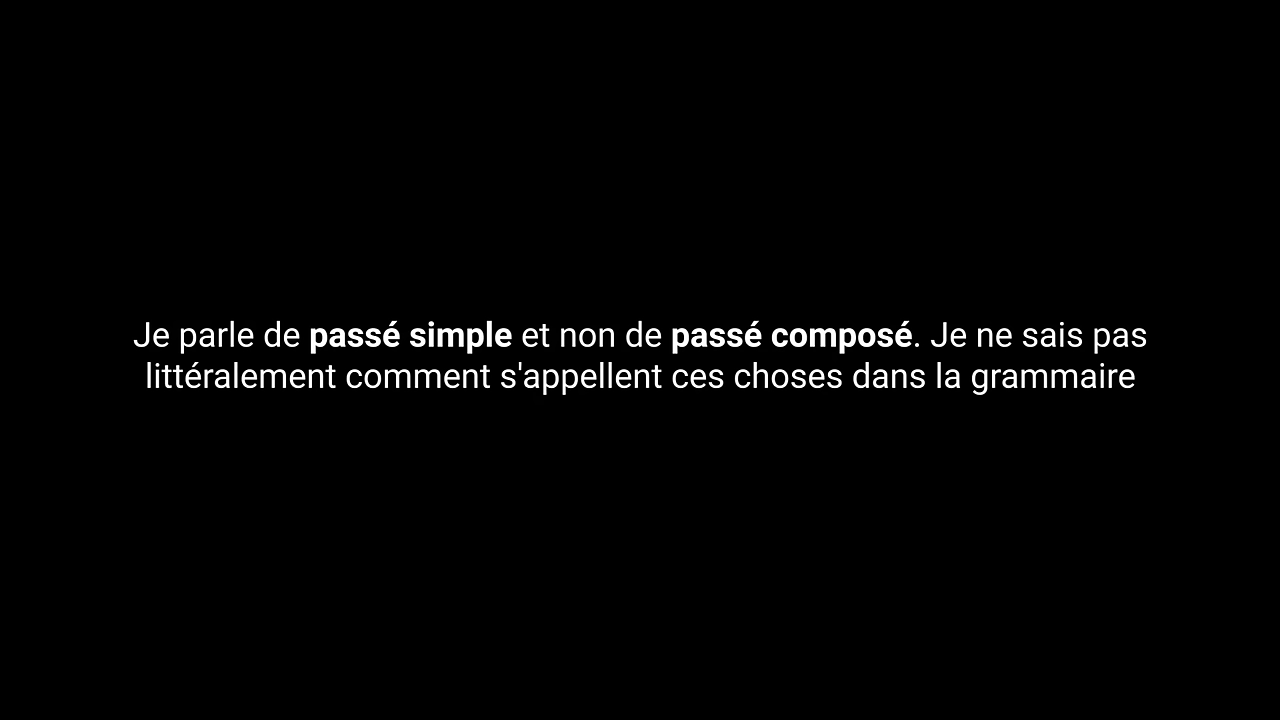 Je parle de passé simple et non de passé composé. Je ne sais pas
littéralement comment s'appellent ces choses dans la grammaire